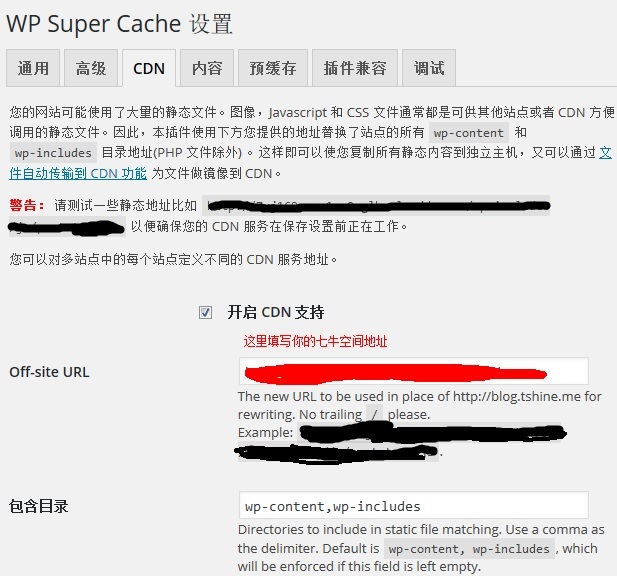 WP Super Cache 设置
通用 高级 CDN 内容 预缓存 插件兼容 调试
您的网站可能使用了大量的静态文件。图像，Javascript 和 CSS 文件通常都是可供其他站点或者 CDN 方便
调用的静态文件。因此，本插件使用下方您提供的地址替换了站点的所有 wp-content 和
wp-includes 目录地址(PHP 文件除外) 。这样即可以使您复制所有静态内容到独立主机，又可以通过 文
件自动传输到 CDN 功能 为文件做镜像到 CDN。
警告： 请测试一些静态地址比如
以便确保您的 CDN 服务在保存设置前正在工作。
您可以对多站点中的每个站点定义不同的 CDN 服务地址。
开启 CDN 支持
这里填写你的七牛空间地址
Off-site URL
The new URL to be used in place of http://blog.tshine.me for
rewriting. No trailing / please.
Example:
.
包含目录
wp-content,wp-includes
Directories to include in static file matching. Use a comma as
the delimiter. Default is wp-content, wp-includes , which
will be enforced if this field is left empty.